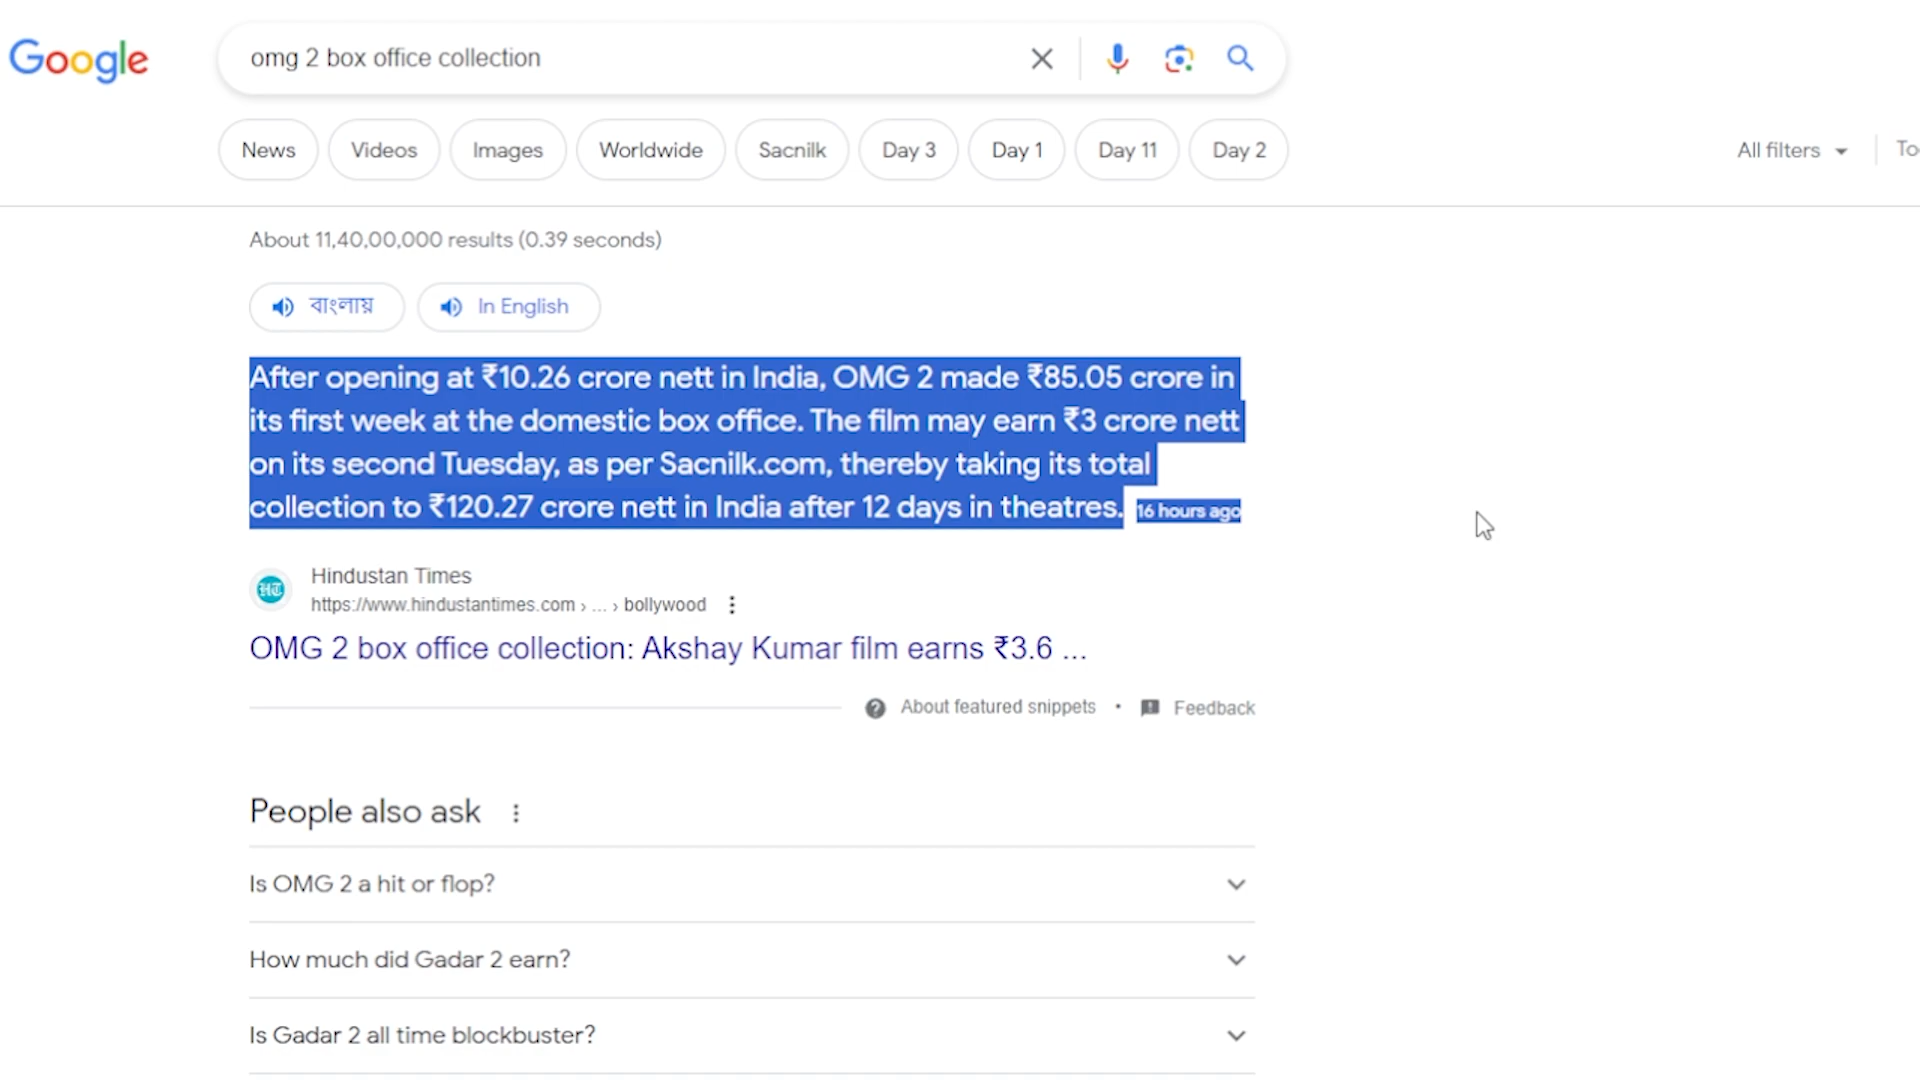 Google
omg 2 box office collection
News Videos Images Worldwide Sacnilk Day 3 Day 1 Day 11 Day 2 All filters
About 11,40,00,000 results (0.39 seconds)
বাংলায় In English
After opening at ₹10.26 crore nett in India, OMG 2 made ₹85.05 crore in
its first week at the domestic box office. The film may earn ₹3 crore nett
on its second Tuesday, as per Sacnilk.com, thereby taking its total
collection to ₹120.27 crore nett in India after 12 days in theatres. 16 hours ago
HT
Hindustan Times
https://www.hindustantimes.com › ... › bollywood
OMG 2 box office collection: Akshay Kumar film earns ₹3.6 ...
About featured snippets • Feedback
People also ask
Is OMG 2 a hit or flop?
How much did Gadar 2 earn?
Is Gadar 2 all time blockbuster?